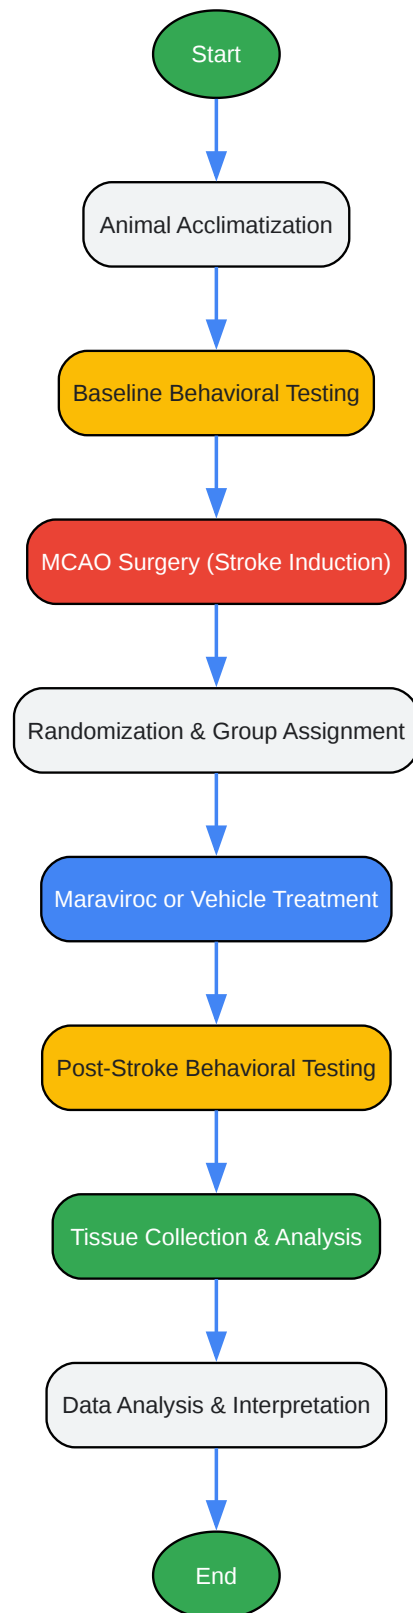 Start
Animal Acclimatization
Baseline Behavioral Testing
MCAO Surgery (Stroke Induction)
Randomization & Group Assignment
Maraviroc or Vehicle Treatment
Post-Stroke Behavioral Testing
Tissue Collection & Analysis
Data Analysis & Interpretation
End